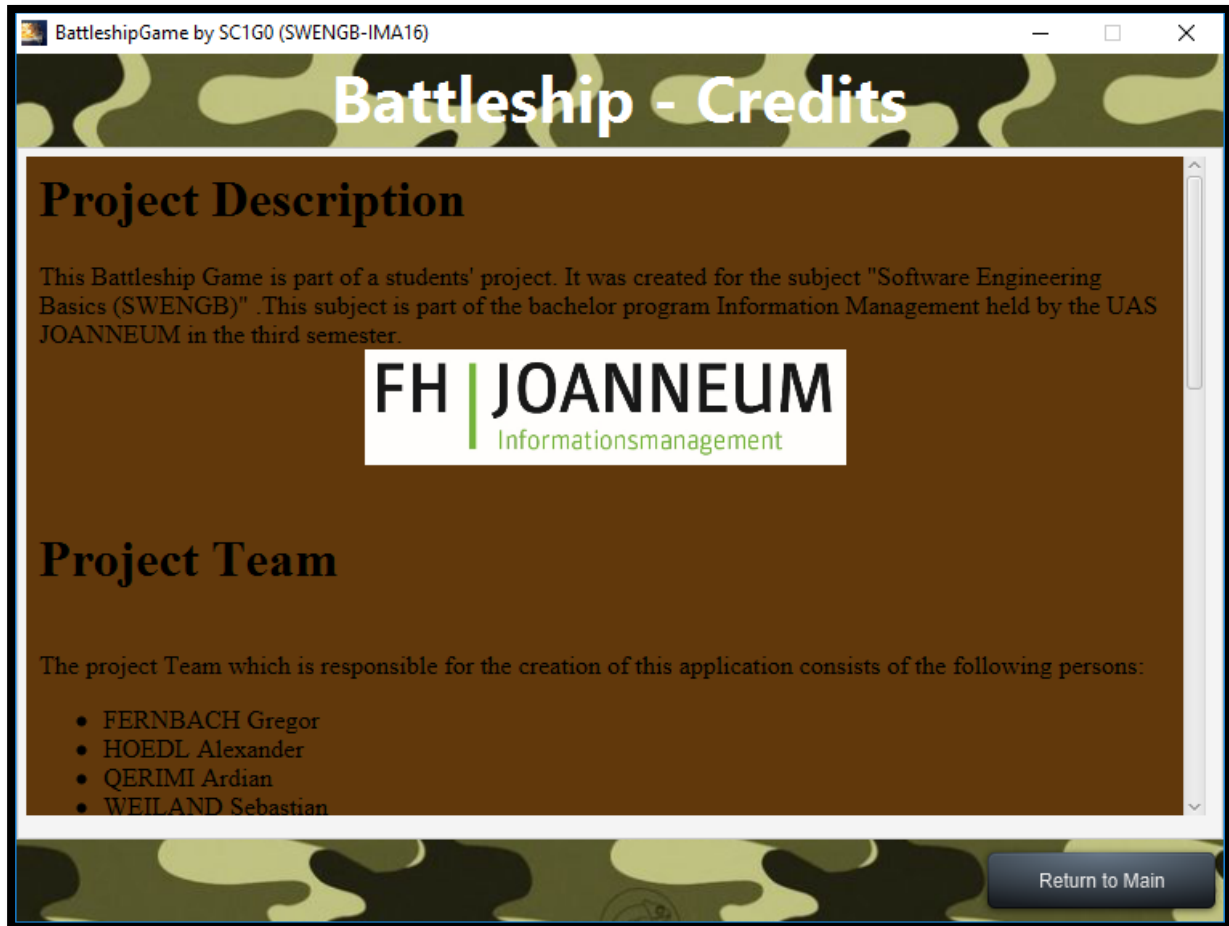 BattleshipGame by SC1G0 (SWENGB-IMA16)
Battleship - Credits
Project Description
This Battleship Game is part of a students' project. It was created for the subject "Software Engineering
Basics (SWENGB)" .This subject is part of the bachelor program Information Management held by the UAS
JOANNEUM in the third semester.
FH JOANNEUM
Informationsmanagement
Project Team
The project Team which is responsible for the creation of this application consists of the following persons:
• FERNBACH Gregor
• HOEDL Alexander
• QERIMI Ardian
• WEILAND Sebastian
Return to Main